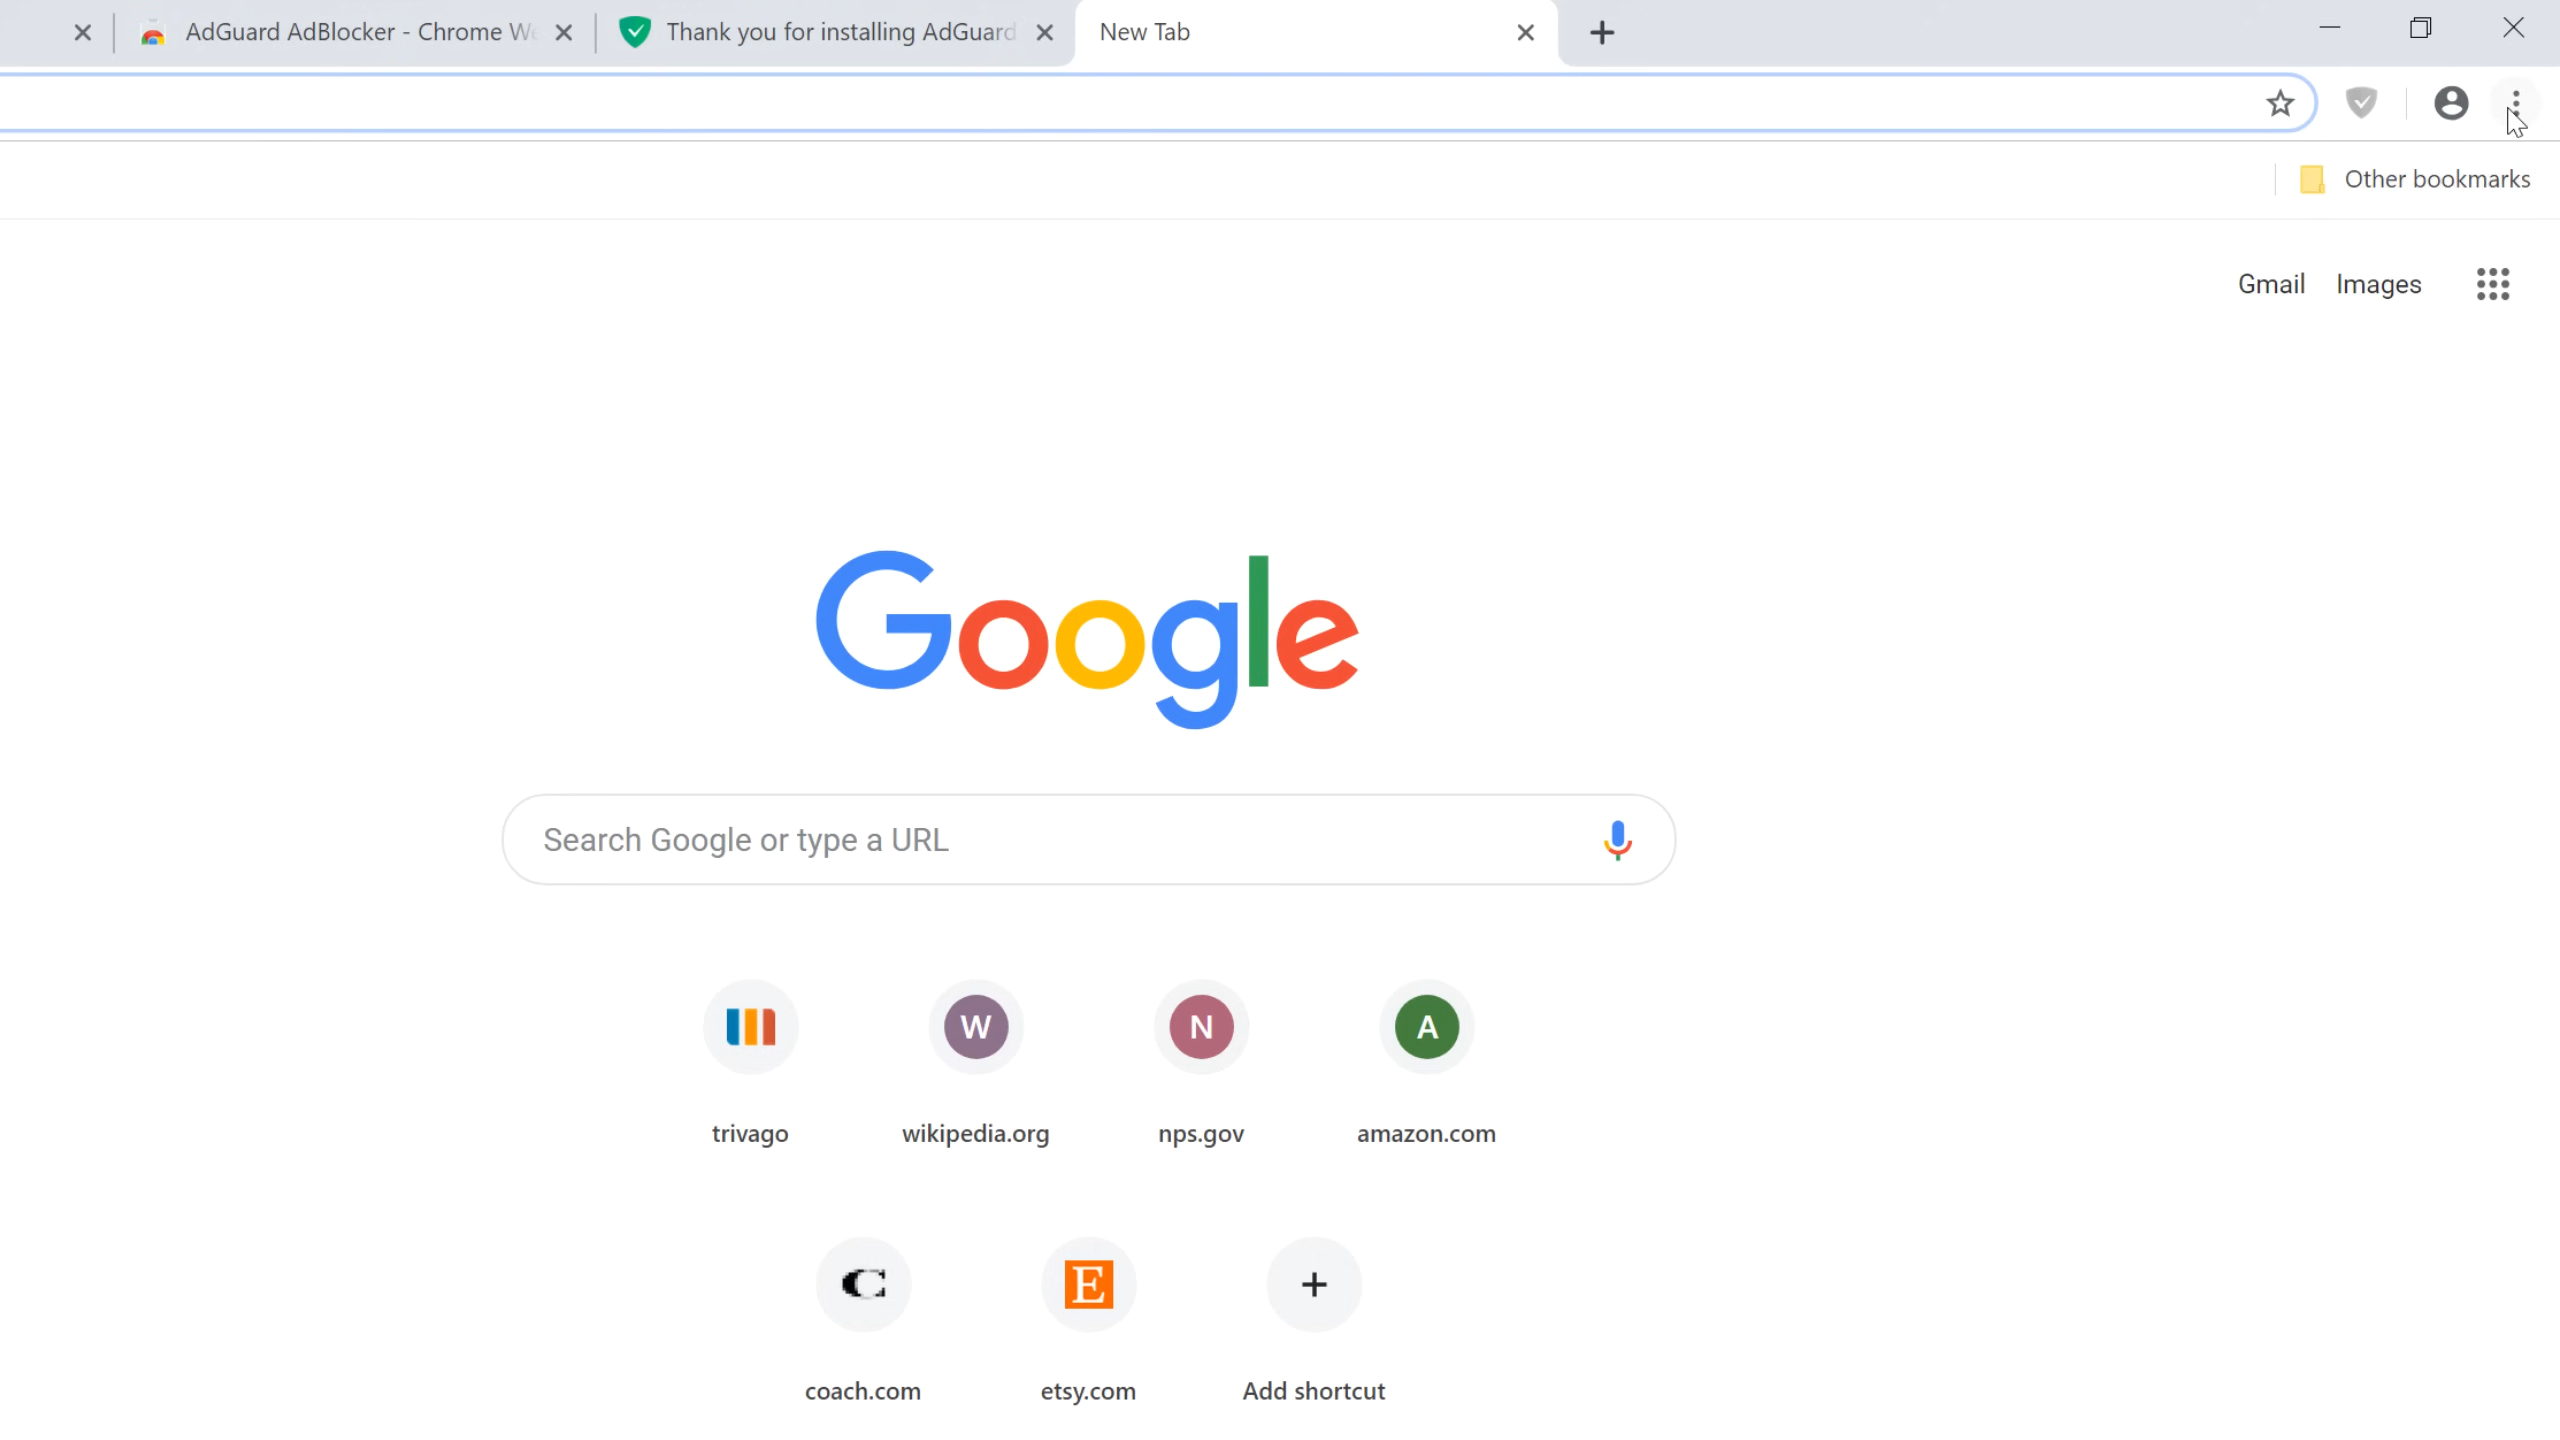 AdGuard AdBlocker - Chrome We
Thank you for installing AdGuard
New Tab
Other bookmarks
Gmail
Images
Google
Search Google or type a URL
W
N
A
trivago
wikipedia.org
nps.gov
amazon.com
C
E
coach.com
etsy.com
Add shortcut